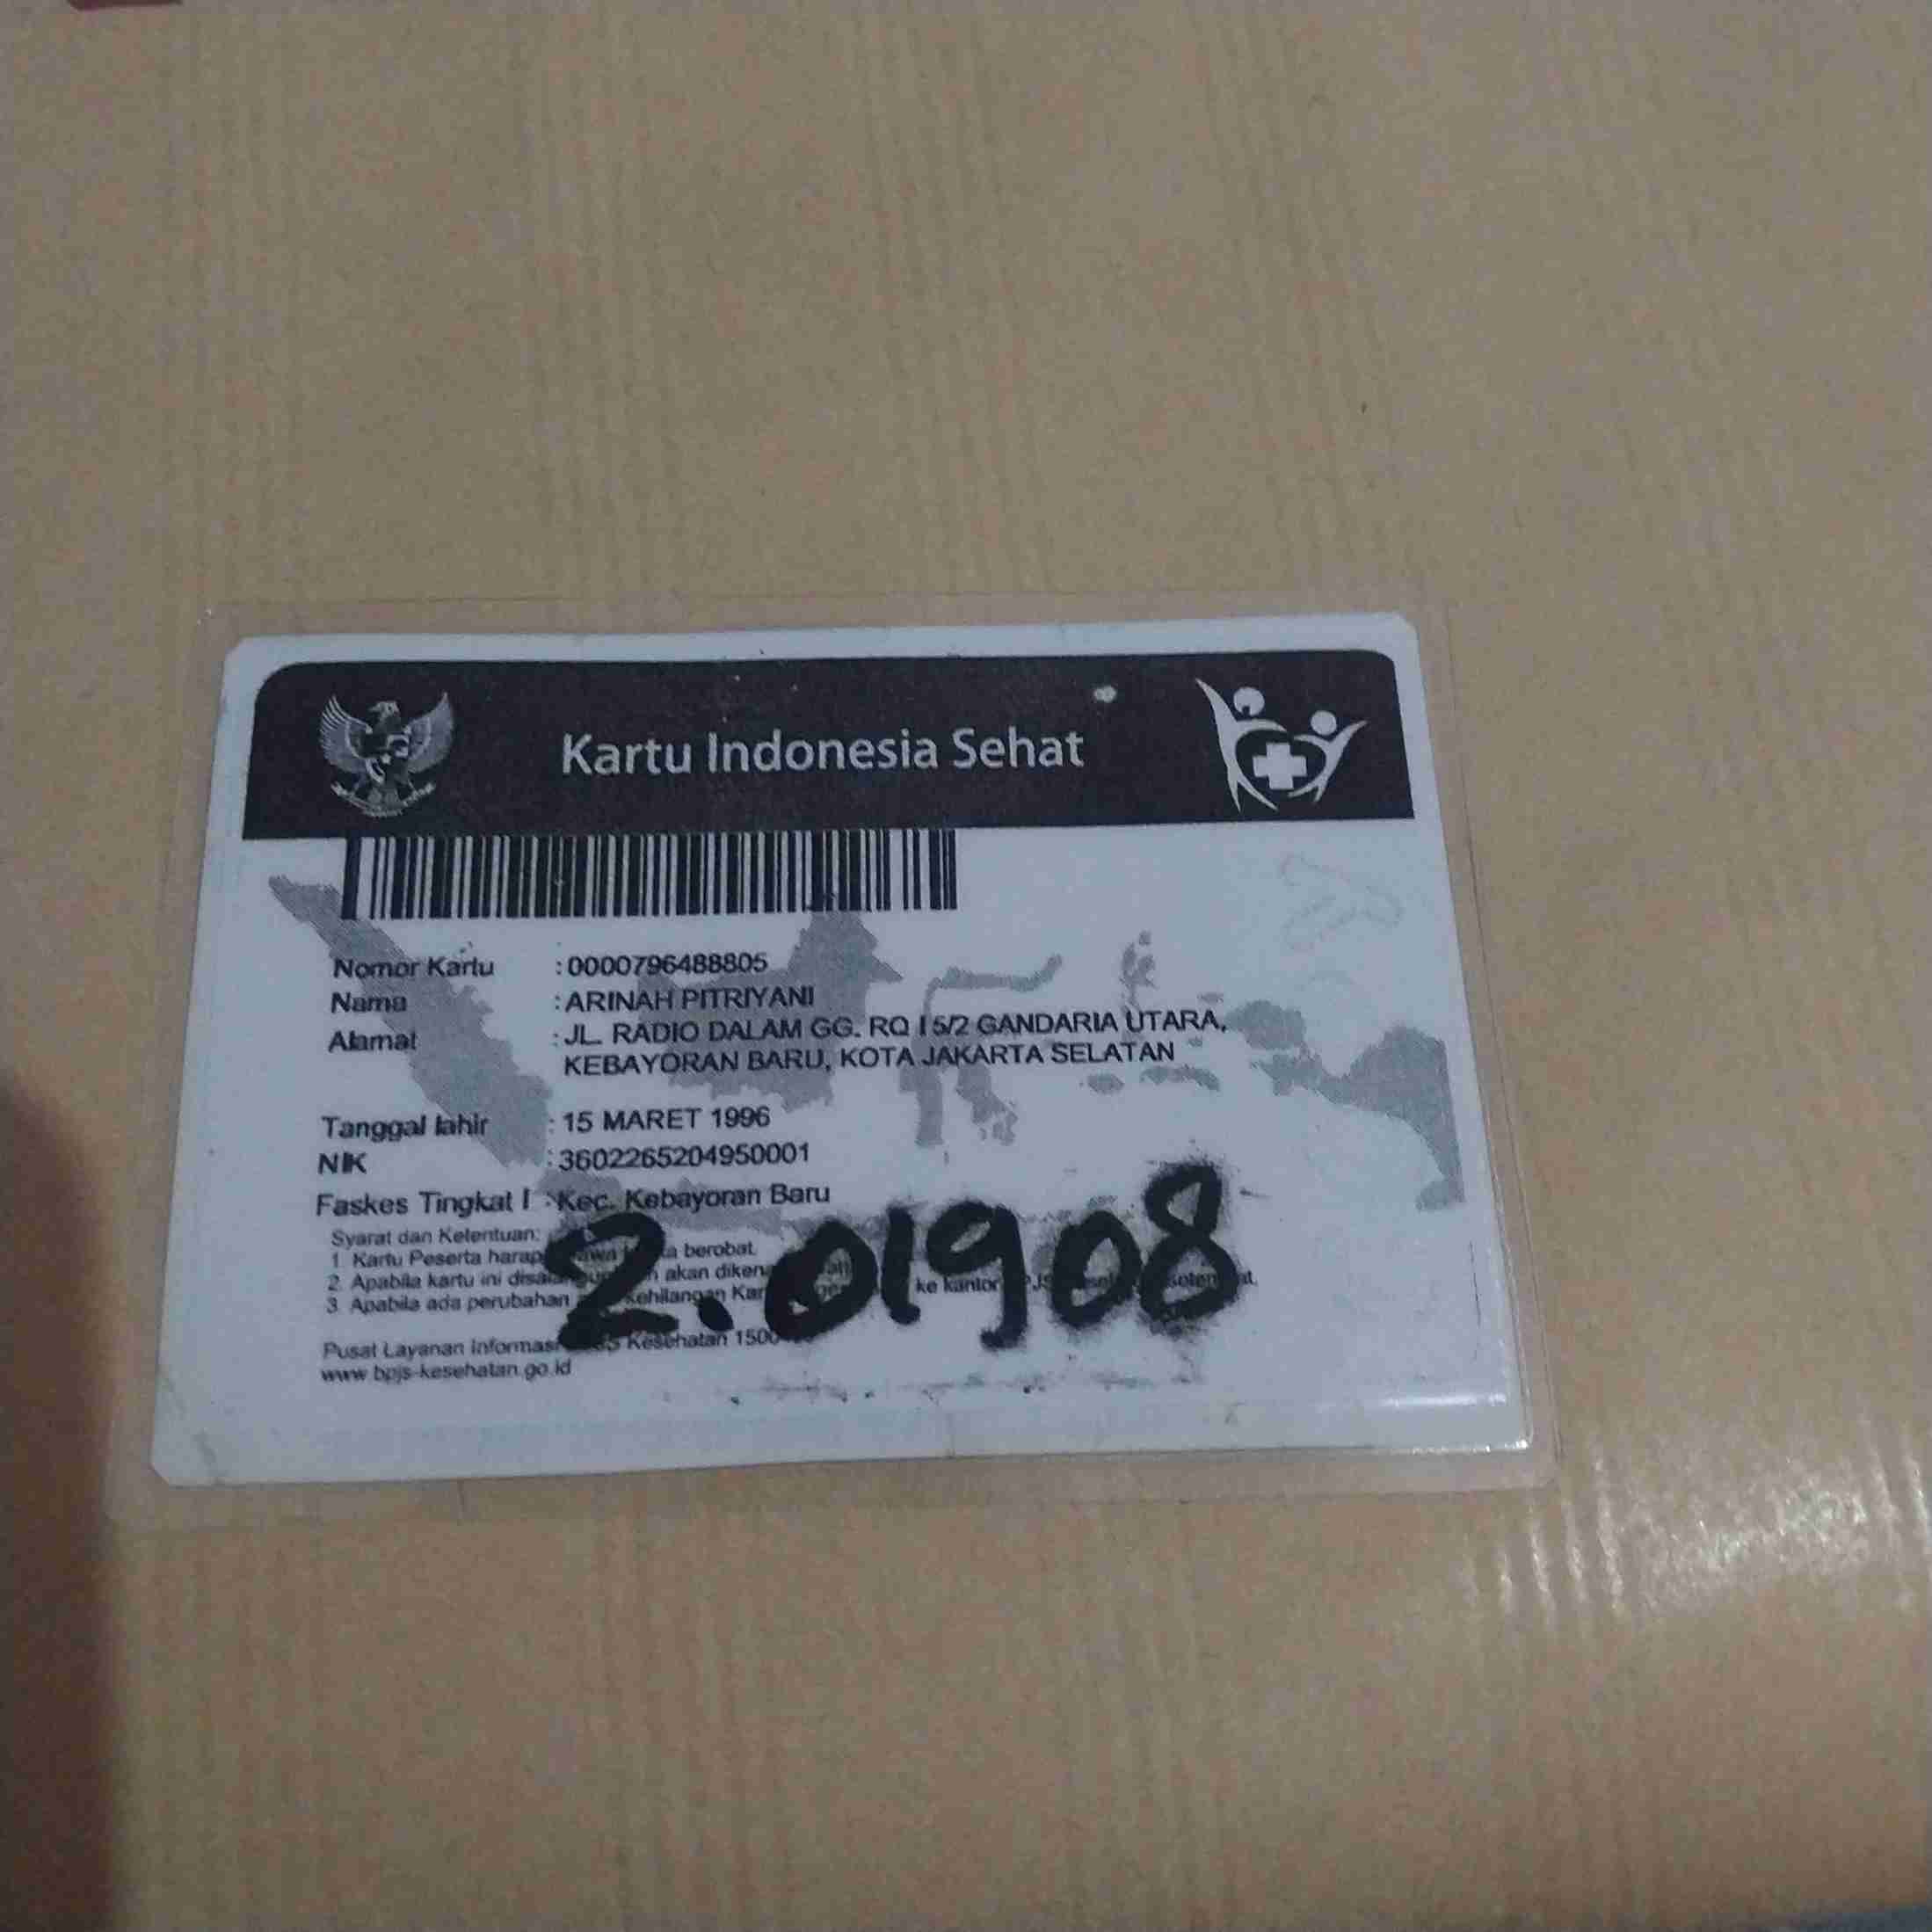 Kartu Indonesia Sehat
Nomor Kartu : 0000796488805
Nama : ARINAH PITRIYANI
Alamat : JL. RADIO DALAM GG. RQ I 5/2 GANDARIA UTARA,
KEBAYORAN BARU, KOTA JAKARTA SELATAN
Tanggal lahir : 15 MARET 1996
NIK : 3602265204950001
Faskes Tingkat I : Kec. Kebayoran Baru
Syarat dan Ketentuan:
1. Kartu Peserta harap berobat.
2. Apabila kartu ini akan
3. Apabila ada perubahan kehilangan ke kantor
2.01908
Pusat Layanan Informasi Kesehatan
www.bpjs-kesehatan.go.id